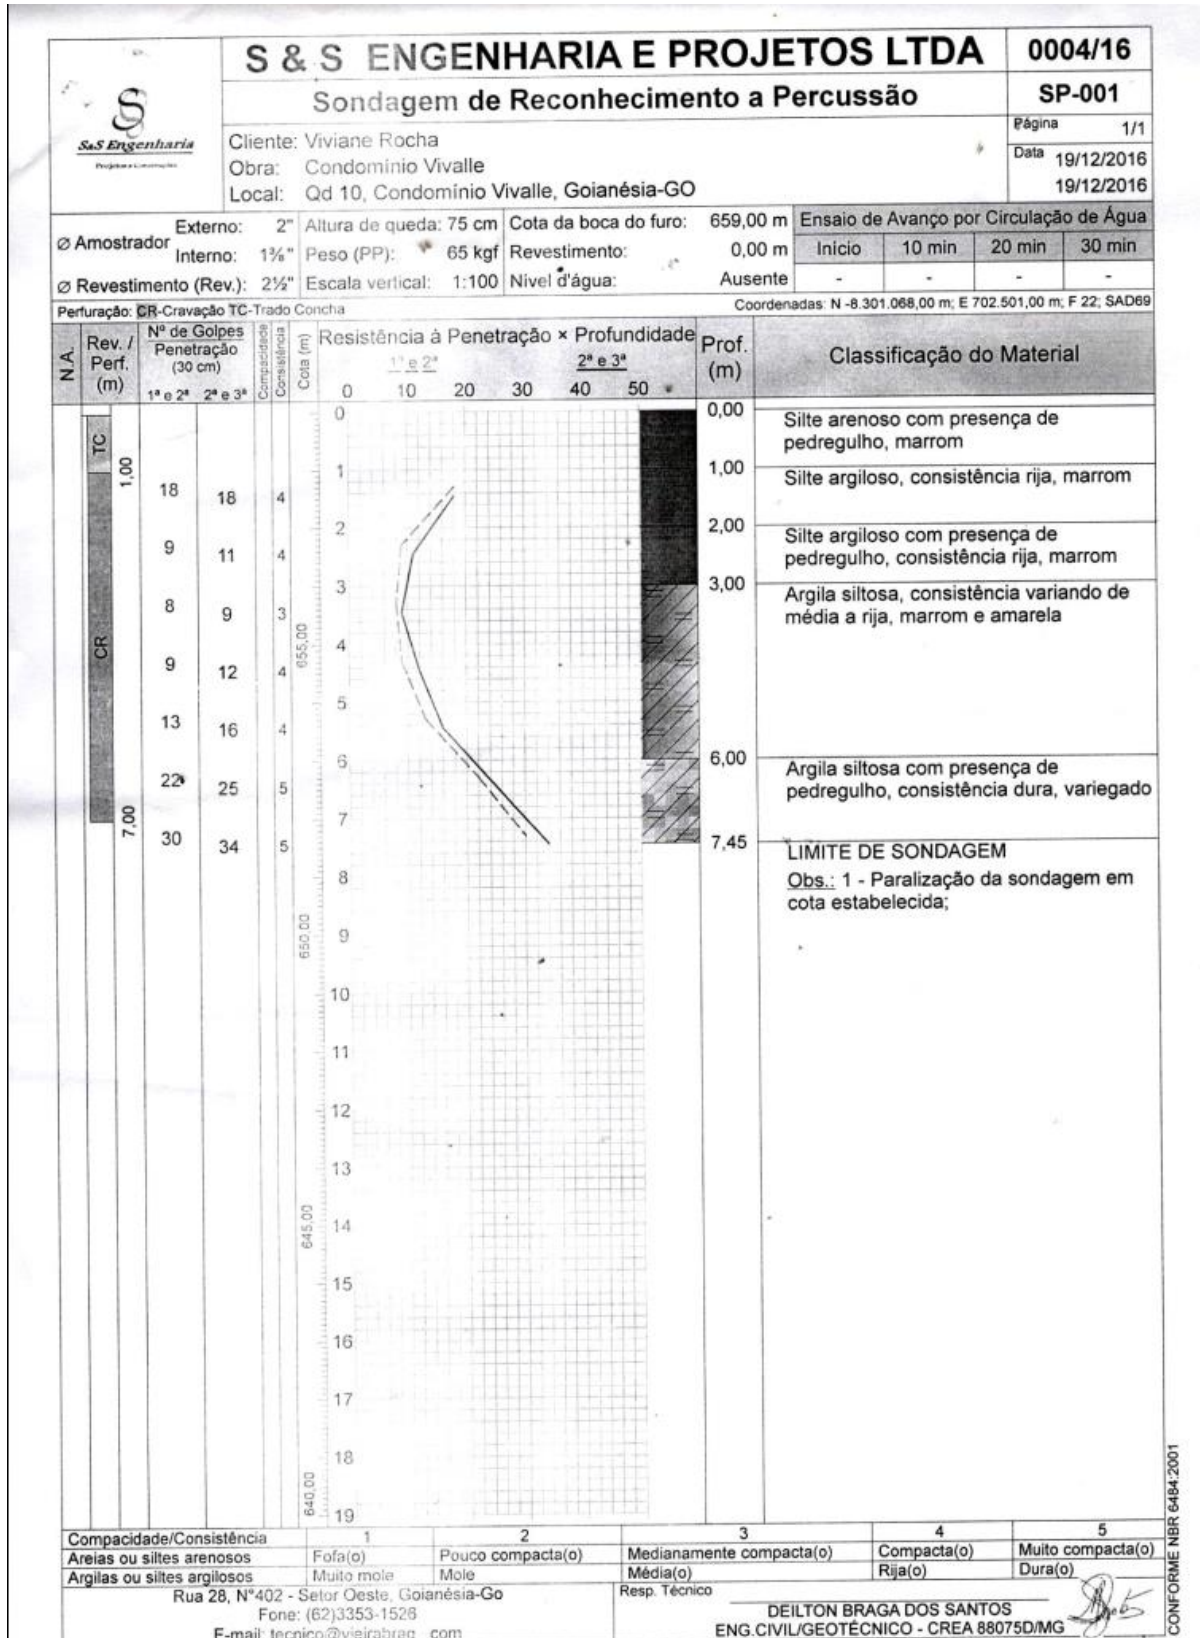 S & S ENGENHARIA E PROJETOS LTDA
0004/16
Sondagem de Reconhecimento a Percussão
SP-001
S&S Engenharia
Cliente: Viviane Rocha
Obra: Condomínio Vivalle
Local: Qd 10, Condomínio Vivalle, Goianésia-GO
Página 1/1
Data 19/12/2016
19/12/2016
Ø Amostrador Externo: 2"
Interno: 1⅜"
Ø Revestimento (Rev.): 2½"
Altura de queda: 75 cm
Peso (PP): 65 kgf
Escala vertical: 1:100
Cota da boca do furo: 659,00 m
Revestimento: 0,00 m
Nível d'água: Ausente
Ensaio de Avanço por Circulação de Água
Início 10 min 20 min 30 min
- - - -
Perfuração: CR-Cravação TC-Trado Concha
Coordenadas: N -8.301.068,00 m; E 702.501,00 m; F 22; SAD69
N.A.
Rev. / Perf. (m)
Nº de Golpes
Penetração
(30 cm)
1ª e 2ª 2ª e 3ª
Compacidade
Consistência
Cota (m)
Resistência à Penetração × Profundidade
1ª e 2ª 2ª e 3ª
0 10 20 30 40 50
Prof. (m)
Classificação do Material
TC
1,00
CR
7,00
18 18 4
9 11 4
8 9 3
9 12 4
13 16 4
22 25 5
30 34 5
655,00
650,00
645,00
640,00
0
1
2
3
4
5
6
7
8
9
10
11
12
13
14
15
16
17
18
19
0,00
Silte arenoso com presença de
pedregulho, marrom
1,00
Silte argiloso, consistência rija, marrom
2,00
Silte argiloso com presença de
pedregulho, consistência rija, marrom
3,00
Argila siltosa, consistência variando de
média a rija, marrom e amarela
6,00
Argila siltosa com presença de
pedregulho, consistência dura, variegado
7,45
LIMITE DE SONDAGEM
Obs.: 1 - Paralização da sondagem em
cota estabelecida;
Compacidade/Consistência 1 2 3 4 5
Areias ou siltes arenosos Fofa(o) Pouco compacta(o) Medianamente compacta(o) Compacta(o) Muito compacta(o)
Argilas ou siltes argilosos Muito mole Mole Média(o) Rija(o) Dura(o)
Rua 28, N°402 - Setor Oeste, Goianésia-Go
Fone: (62)3353-1526
Resp. Técnico
DEILTON BRAGA DOS SANTOS
ENG.CIVIL/GEOTÉCNICO - CREA 88075D/MG
CONFORME NBR 6484:2001